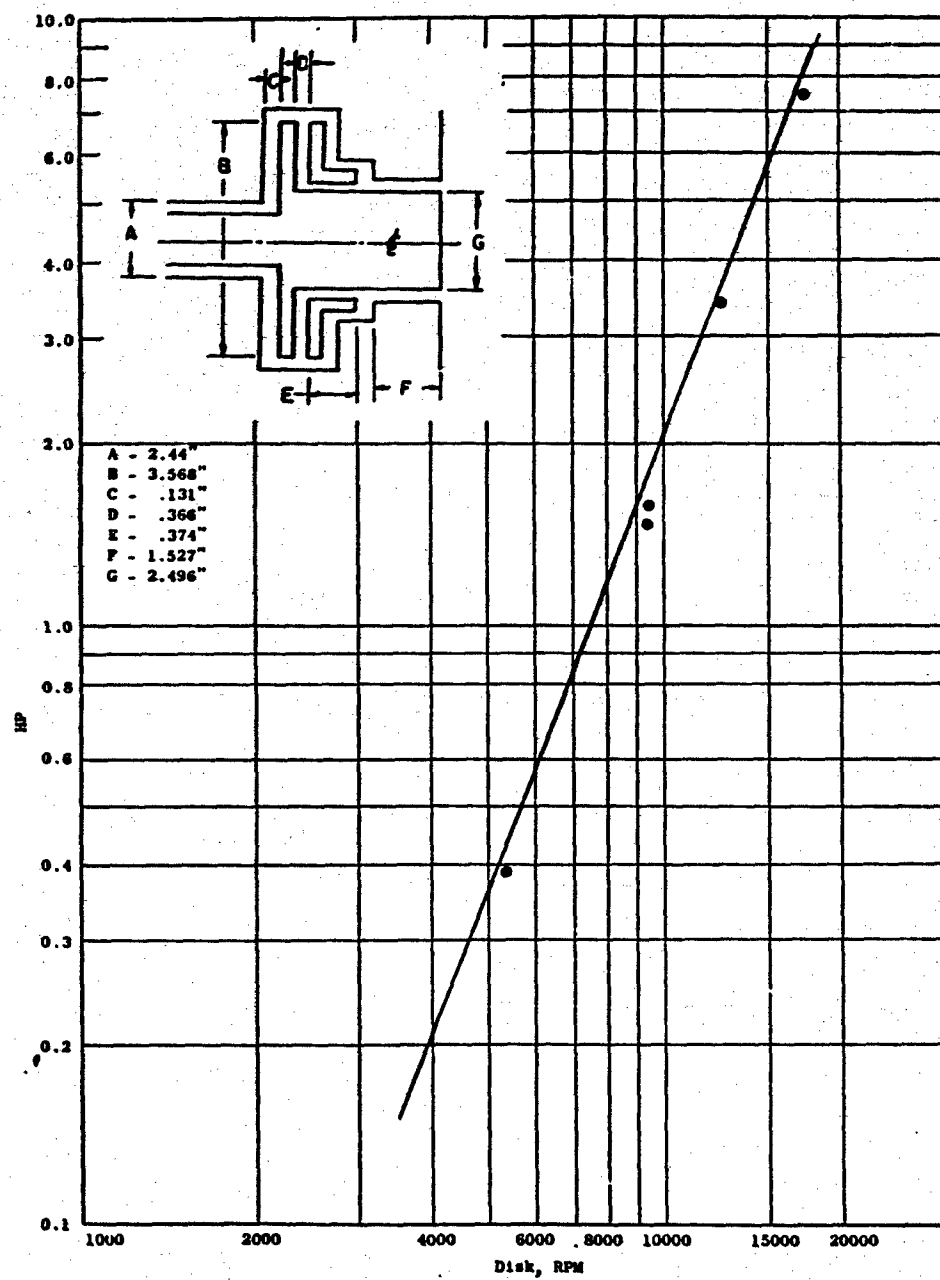 10.0
8.0
6.0
4.0
3.0
2.0
1.0
0.8
0.6
0.4
0.3
0.2
0.1
HP
C
D
B
A
G
E
F
A - 2.44"
B - 3.568"
C - .131"
D - .366"
E - .374"
F - 1.527"
G - 2.496"
1000 2000 4000 6000 8000 10000 15000 20000
Disk, RPM